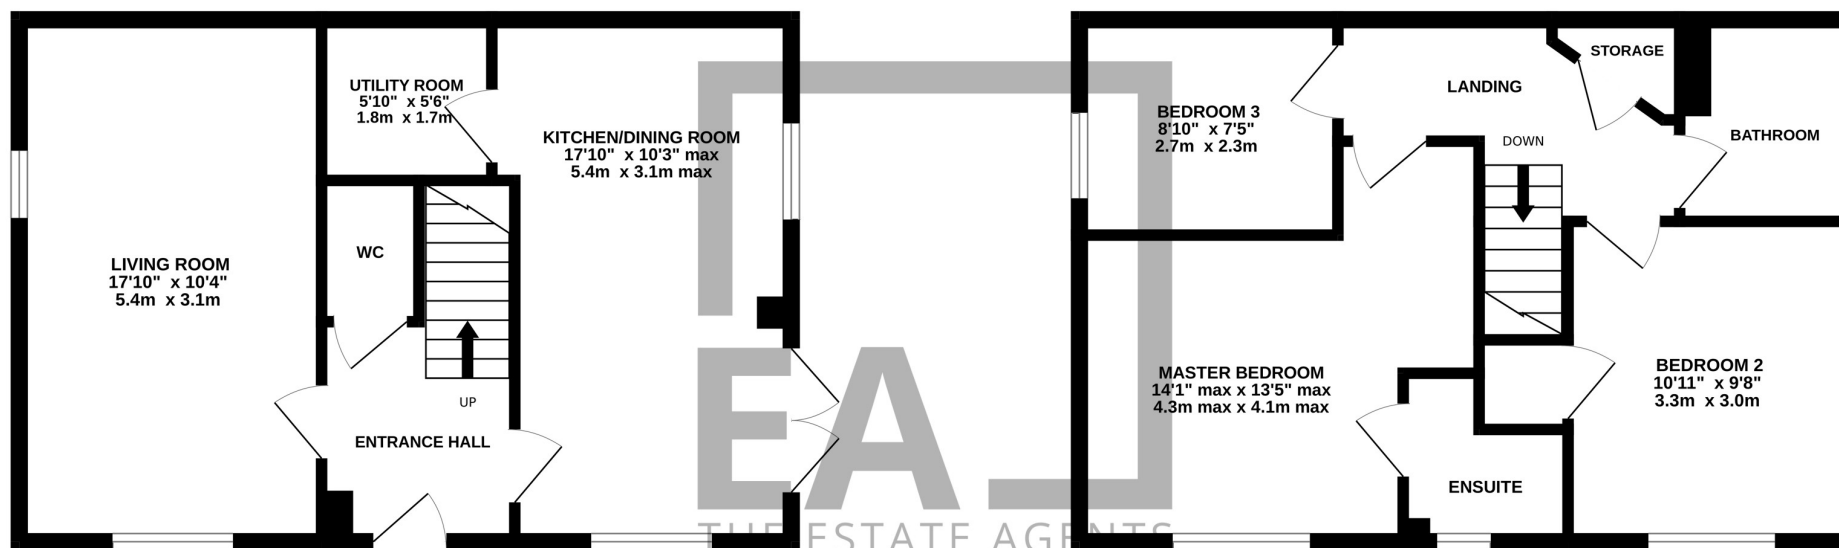 UTILITY ROOM
5'10" x 5'6"
1.8m x 1.7m
KITCHEN/DINING ROOM
17'10" x 10'3" max
5.4m x 3.1m max
LIVING ROOM
17'10" x 10'4"
5.4m x 3.1m
WC
UP
ENTRANCE HALL
EA
THE ESTATE AGENTS
STORAGE
LANDING
BEDROOM 3
8'10" x 7'5"
2.7m x 2.3m
BATHROOM
DOWN
MASTER BEDROOM
14'1" max x 13'5" max
4.3m max x 4.1m max
BEDROOM 2
10'11" x 9'8"
3.3m x 3.0m
ENSUITE